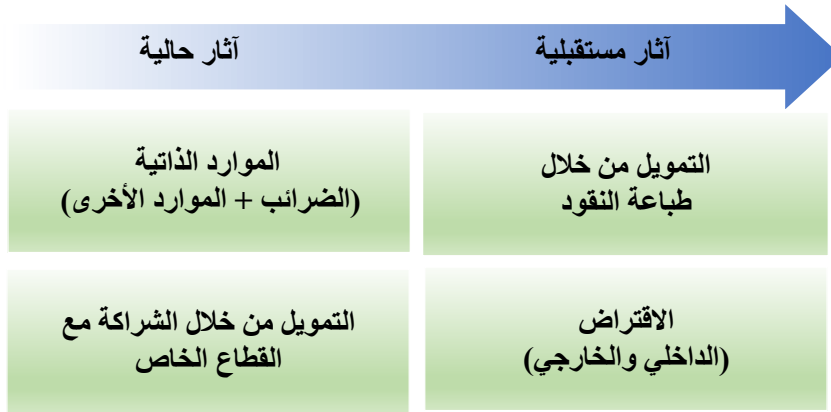 آثار مستقبلية
آثار حالية
التمويل من خلال
طباعة النقود
الموارد الذاتية
(الضرائب + الموارد الأخرى)
الاقتراض
(الداخلي والخارجي)
التمويل من خلال الشراكة مع
القطاع الخاص